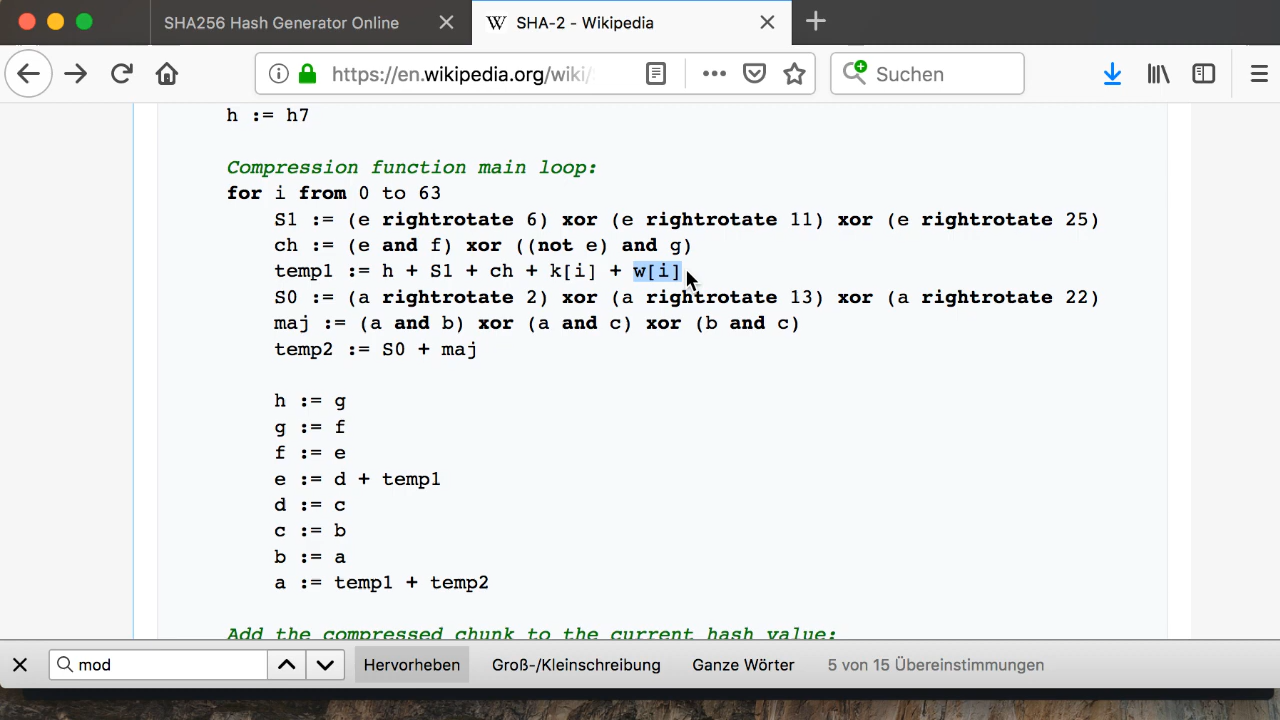 SHA256 Hash Generator Online
W SHA-2 - Wikipedia
https://en.wikipedia.org/wiki/
Suchen
h := h7
Compression function main loop:
for i from 0 to 63
S1 := (e rightrotate 6) xor (e rightrotate 11) xor (e rightrotate 25)
ch := (e and f) xor ((not e) and g)
temp1 := h + S1 + ch + k[i] + w[i]
S0 := (a rightrotate 2) xor (a rightrotate 13) xor (a rightrotate 22)
maj := (a and b) xor (a and c) xor (b and c)
temp2 := S0 + maj
h := g
g := f
f := e
e := d + temp1
d := c
c := b
b := a
a := temp1 + temp2
Add the compressed chunk to the current hash value:
mod
Hervorheben
Groß-/Kleinschreibung
Ganze Wörter
5 von 15 Übereinstimmungen